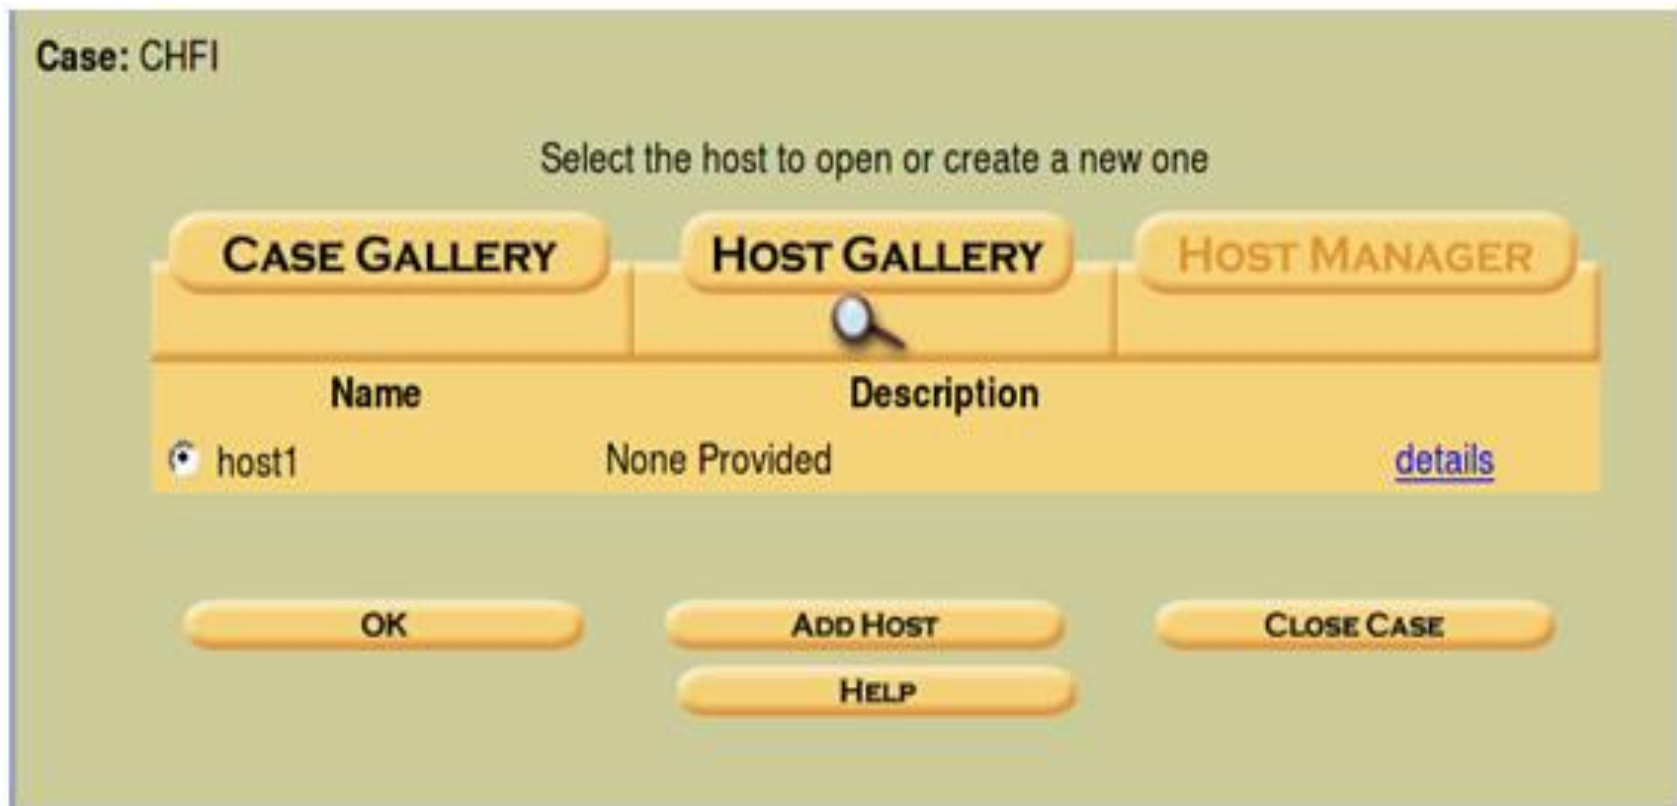 Case: CHFI
Select the host to open or create a new one
CASE GALLERY HOST GALLERY HOST MANAGER
Name Description
host1 None Provided details
OK ADD HOST CLOSE CASE
HELP